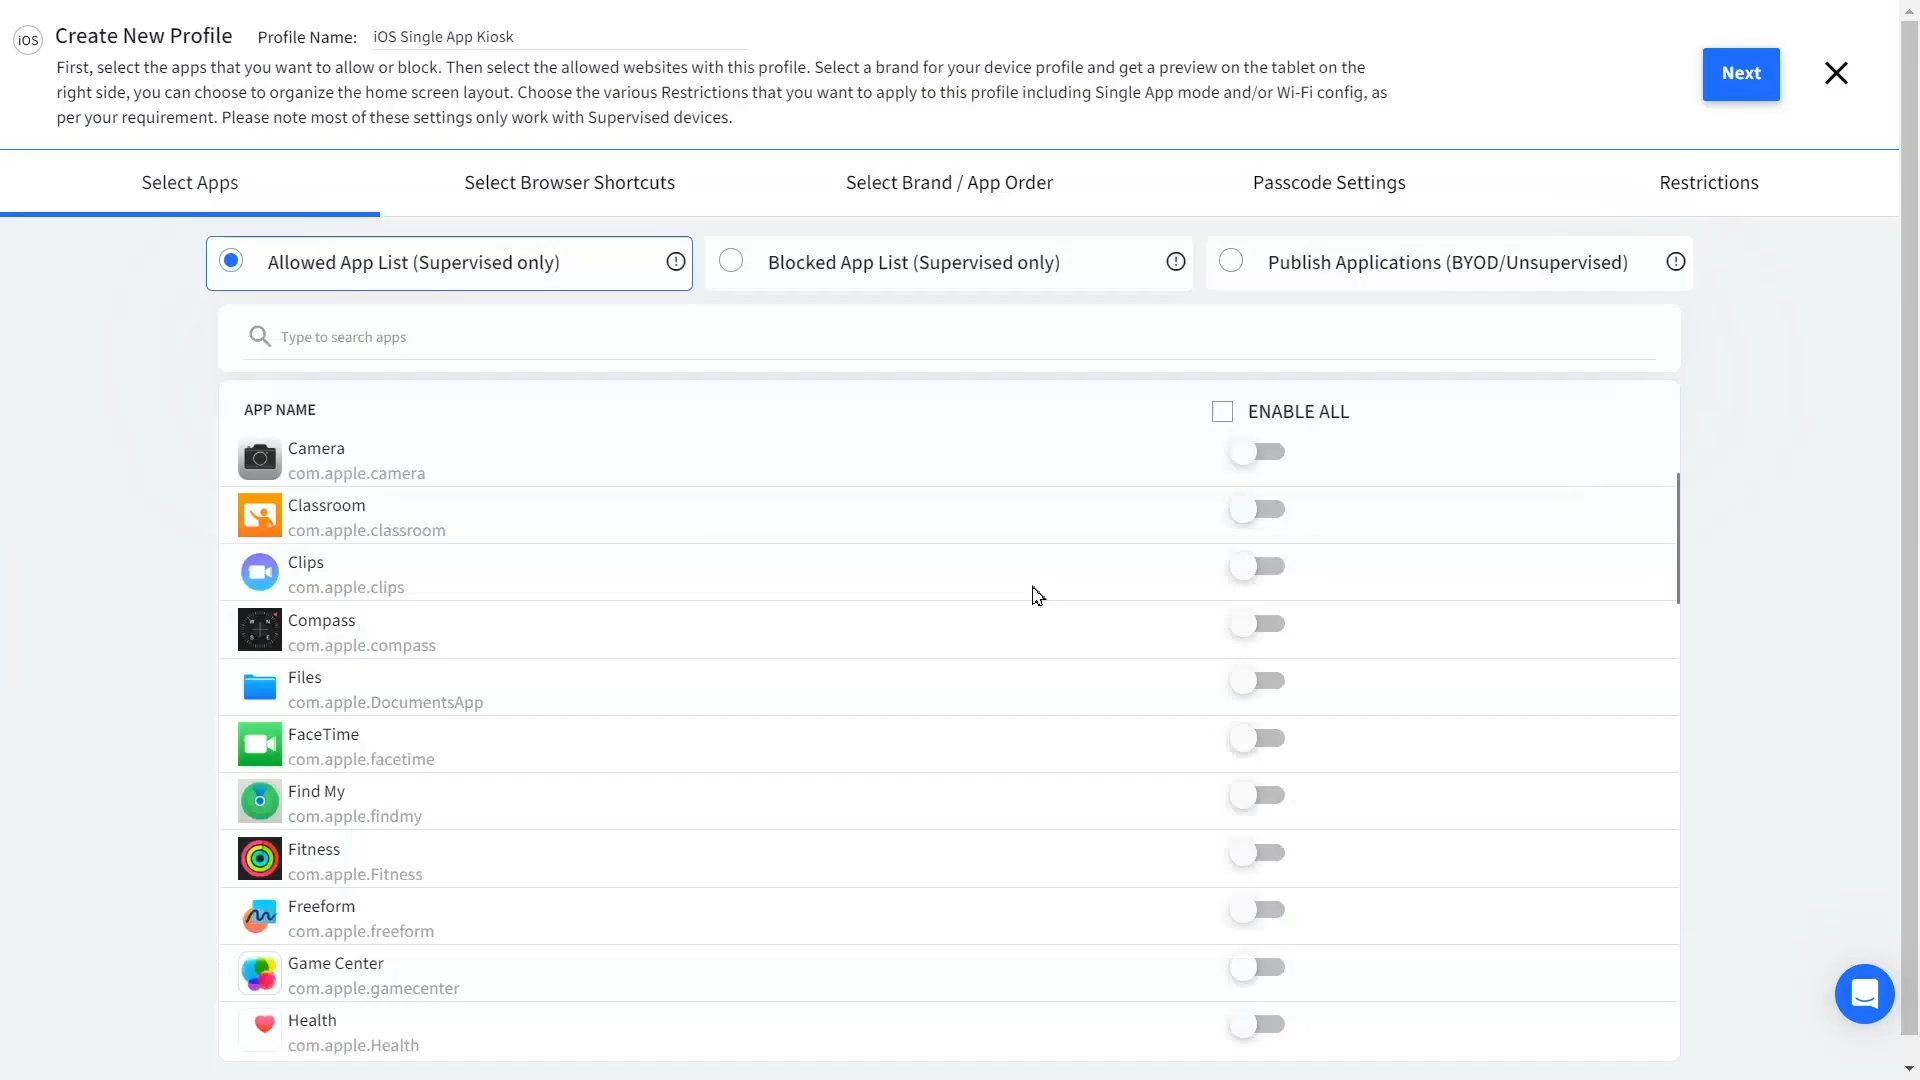 iOS
Create New Profile
Profile Name: iOS Single App Kiosk
First, select the apps that you want to allow or block. Then select the allowed websites with this profile. Select a brand for your device profile and get a preview on the tablet on the
right side, you can choose to organize the home screen layout. Choose the various Restrictions that you want to apply to this profile including Single App mode and/or Wi-Fi config, as
per your requirement. Please note most of these settings only work with Supervised devices.
Next
Select Apps
Select Browser Shortcuts
Select Brand / App Order
Passcode Settings
Restrictions
Allowed App List (Supervised only)
Blocked App List (Supervised only)
Publish Applications (BYOD/Unsupervised)
Type to search apps
APP NAME
ENABLE ALL
Camera
com.apple.camera
Classroom
com.apple.classroom
Clips
com.apple.clips
Compass
com.apple.compass
Files
com.apple.DocumentsApp
FaceTime
com.apple.facetime
Find My
com.apple.findmy
Fitness
com.apple.Fitness
Freeform
com.apple.freeform
Game Center
com.apple.gamecenter
Health
com.apple.Health